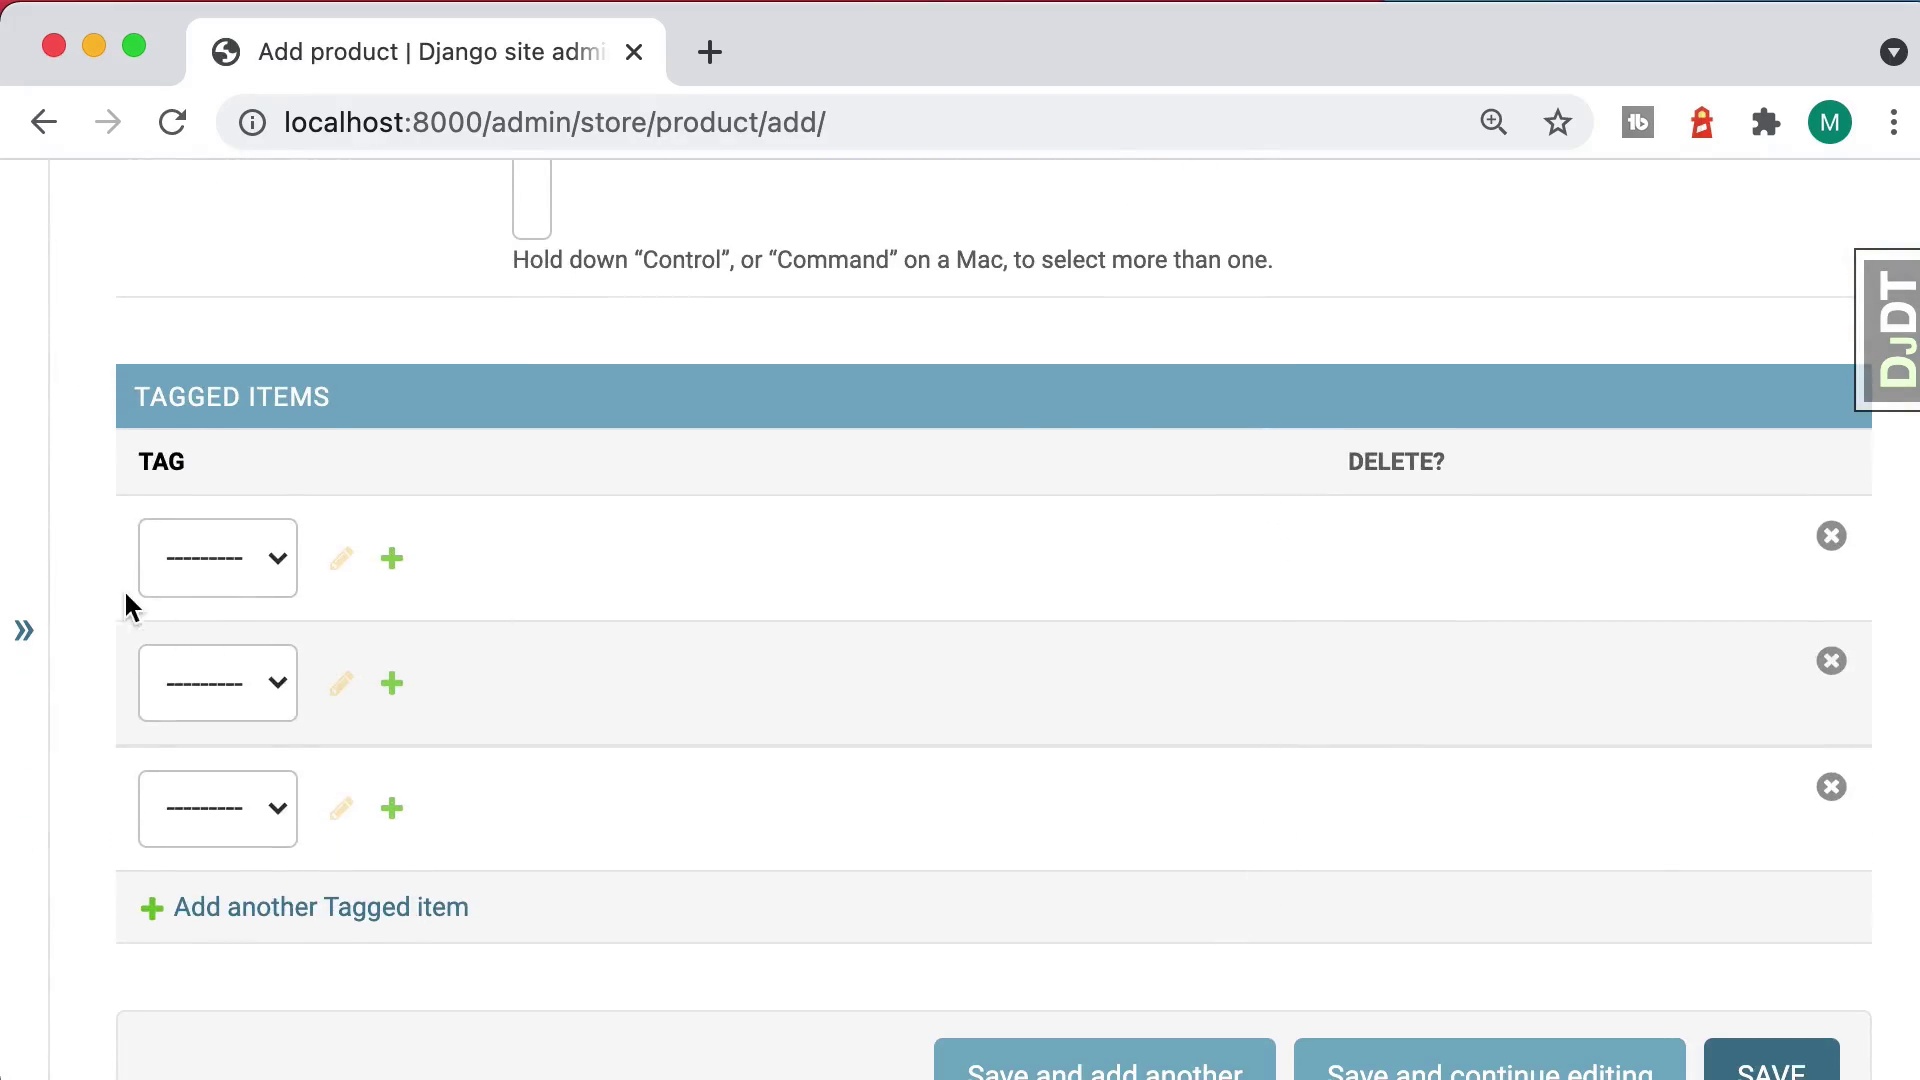 Add product | Django site admi
localhost:8000/admin/store/product/add/
M
Hold down “Control”, or “Command” on a Mac, to select more than one.
DJDT
TAGGED ITEMS
TAG DELETE?
---------
---------
---------
Add another Tagged item
Save and add another Save and continue editing SAVE